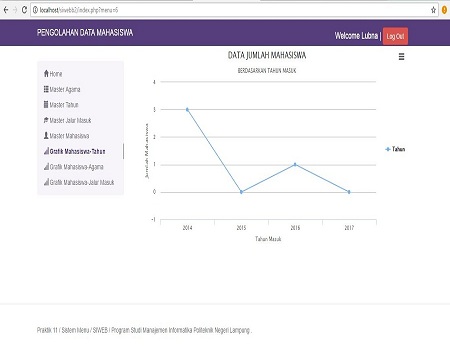 localhost/siwebb2/index.php?menu=6
PENGOLAHAN DATA MAHASISWA
Welcome Lubna |
Log Out
Home
Master Agama
Master Tahun
Master Jalur Masuk
Master Mahasiswa
Grafik Mahasiswa-Tahun
Grafik Mahasiswa-Agama
Grafik Mahasiswa-Jalur Masuk
DATA JUMLAH MAHASISWA
BERDASARKAN TAHUN MASUK
Jumlah Mahasiswa
4
3
2
1
0
-1
2014
2015
2016
2017
Tahun Masuk
Tahun
Praktik 11 / Sistem Menu / SIWEB / Program Studi Manajemen Informatika Politeknik Negeri Lampung